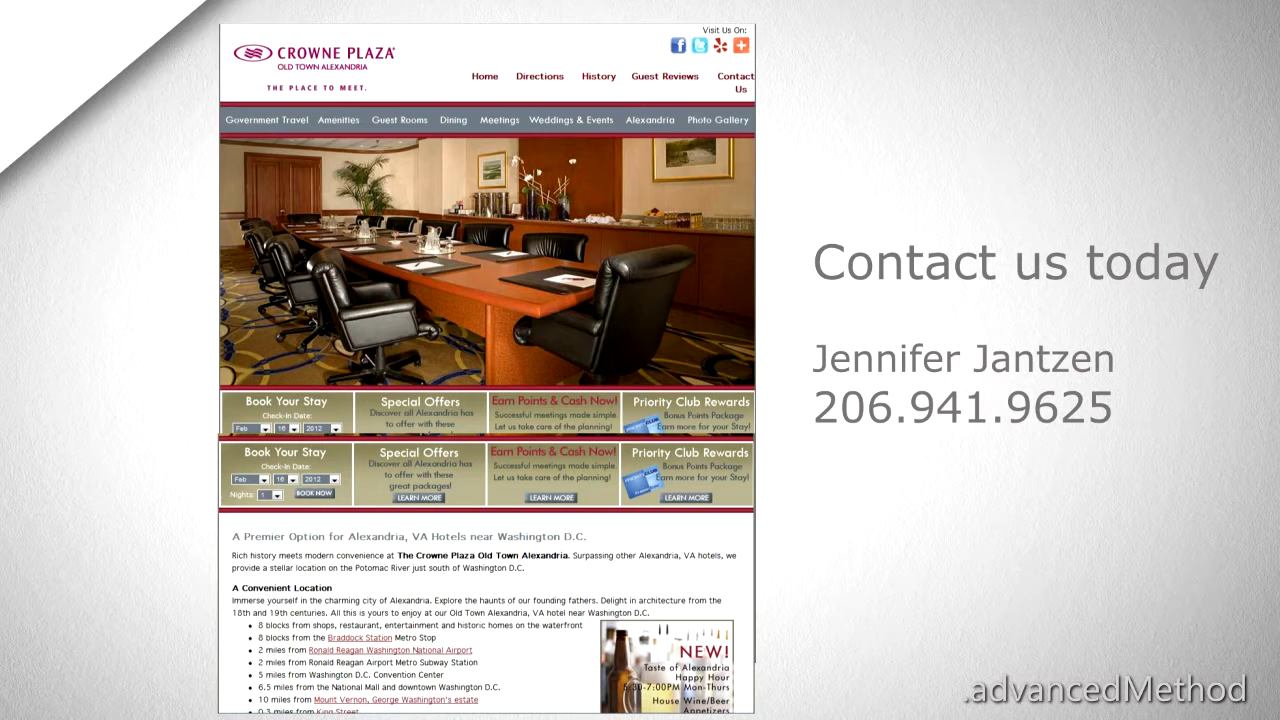 Visit Us On:
CROWNE PLAZA
OLD TOWN ALEXANDRIA
THE PLACE TO MEET.
Home Directions History Guest Reviews Contact Us
Government Travel Amenities Guest Rooms Dining Meetings Weddings & Events Alexandria Photo Gallery
Book Your Stay
Check-In Date:
Feb 16 2012
Special Offers
Discover all Alexandria has
to offer with these
Earn Points & Cash Now!
Successful meetings made simple.
Let us take care of the planning!
Priority Club Rewards
Bonus Points Package
Earn more for your Stay!
Book Your Stay
Check-In Date:
Feb 16 2012
Nights: 1 BOOK NOW
Special Offers
Discover all Alexandria has
to offer with these
great packages!
LEARN MORE
Earn Points & Cash Now!
Successful meetings made simple.
Let us take care of the planning!
LEARN MORE
Priority Club Rewards
Bonus Points Package
Earn more for your Stay!
LEARN MORE
A Premier Option for Alexandria, VA Hotels near Washington D.C.
Rich history meets modern convenience at The Crowne Plaza Old Town Alexandria. Surpassing other Alexandria, VA hotels, we
provide a stellar location on the Potomac River just south of Washington D.C.
A Convenient Location
Immerse yourself in the charming city of Alexandria. Explore the haunts of our founding fathers. Delight in architecture from the
18th and 19th centuries. All this is yours to enjoy at our Old Town Alexandria, VA hotel near Washington D.C.
• 8 blocks from shops, restaurant, entertainment and historic homes on the waterfront
• 8 blocks from the Braddock Station Metro Stop
• 2 miles from Ronald Reagan Washington National Airport
• 2 miles from Ronald Reagan Airport Metro Subway Station
• 5 miles from Washington D.C. Convention Center
• 6.5 miles from the National Mall and downtown Washington D.C.
• 10 miles from Mount Vernon, George Washington's estate
• 0.3 miles from King Street
NEW!
Taste of Alexandria
Happy Hour
5:30-7:00PM Mon-Thurs
House Wine/Beer
Appetizers
Contact us today
Jennifer Jantzen
206.941.9625
.advancedMethod